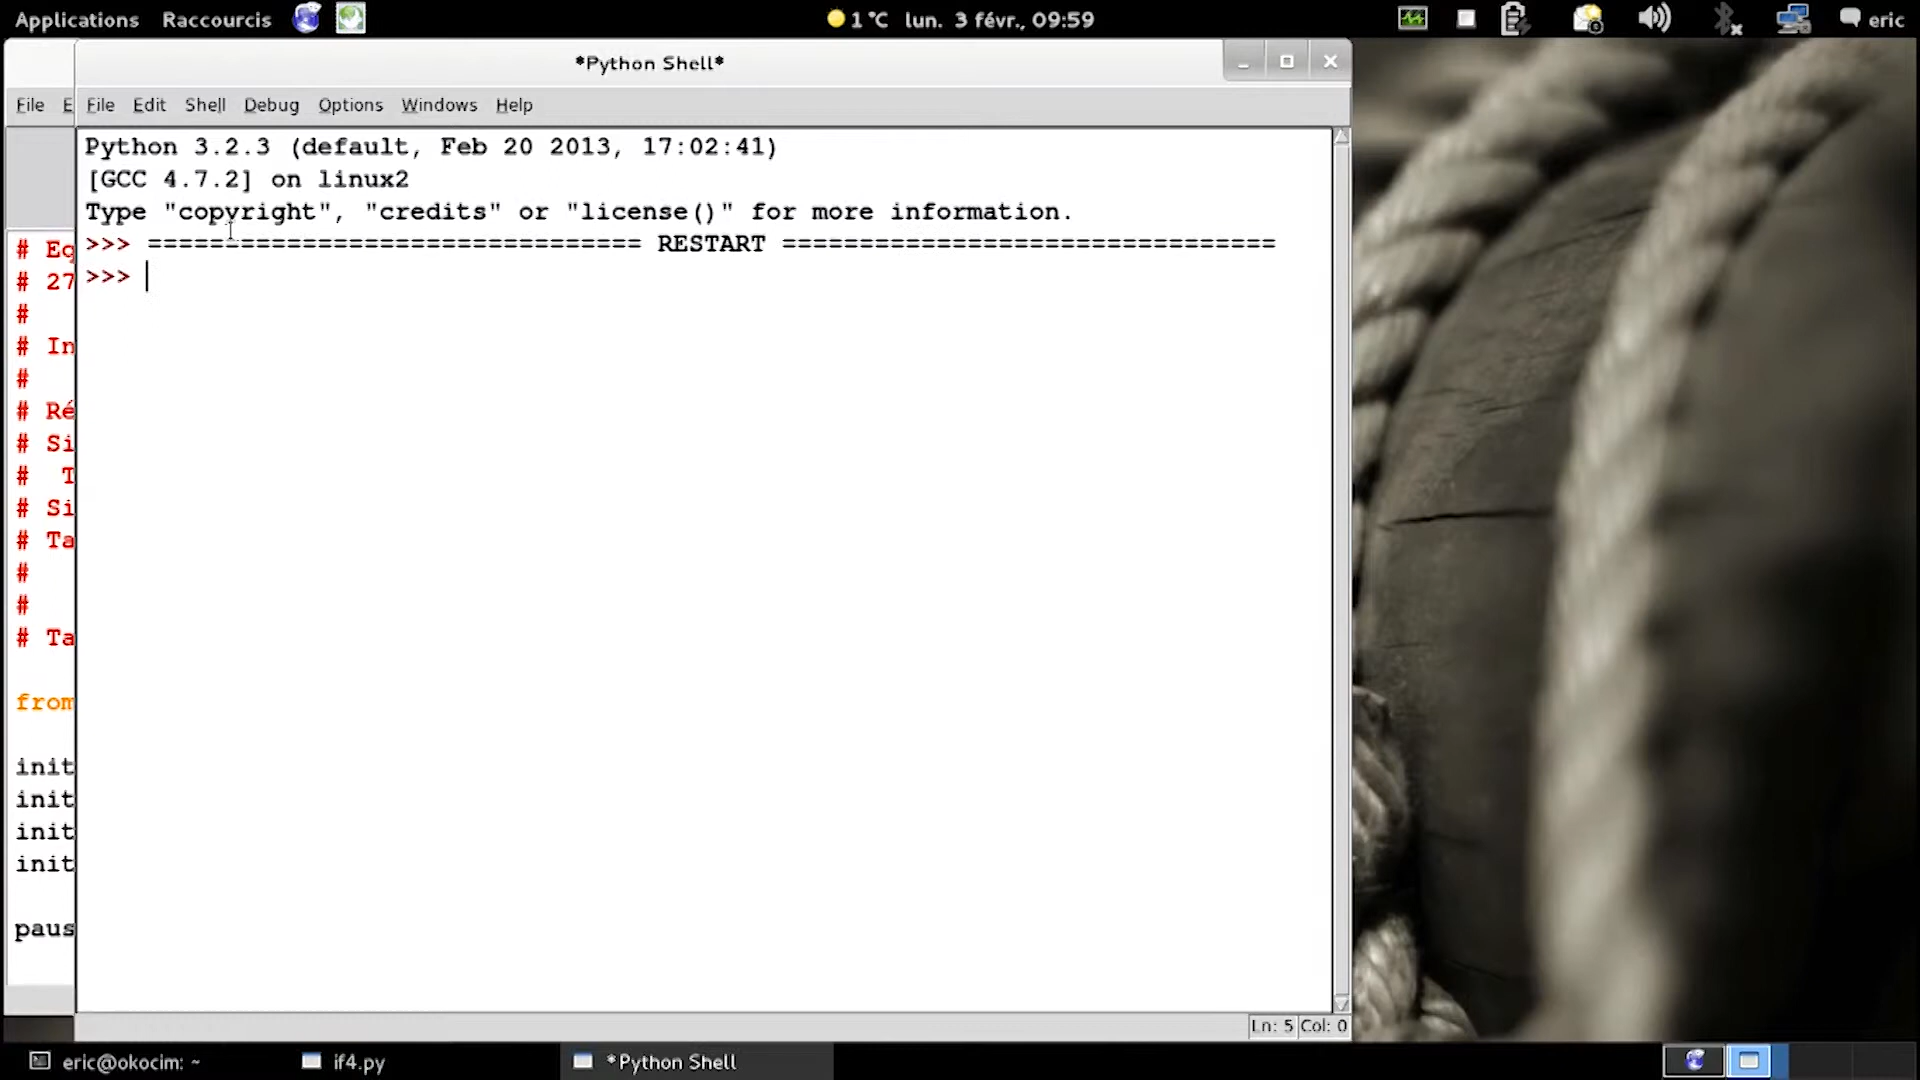 Applications Raccourcis 1 °C lun. 3 févr., 09:59 eric
*Python Shell*
File E File Edit Shell Debug Options Windows Help
Python 3.2.3 (default, Feb 20 2013, 17:02:41)
[GCC 4.7.2] on linux2
Type "copyright", "credits" or "license()" for more information.
>>> ================================ RESTART ================================
>>>
# Eq
# 27
#
# In
#
# Ré
# Si
# T
# Si
# Ta
#
#
# Ta
from
init
init
init
init
paus
Ln: 5 Col: 0
eric@okocim: ~ if4.py *Python Shell